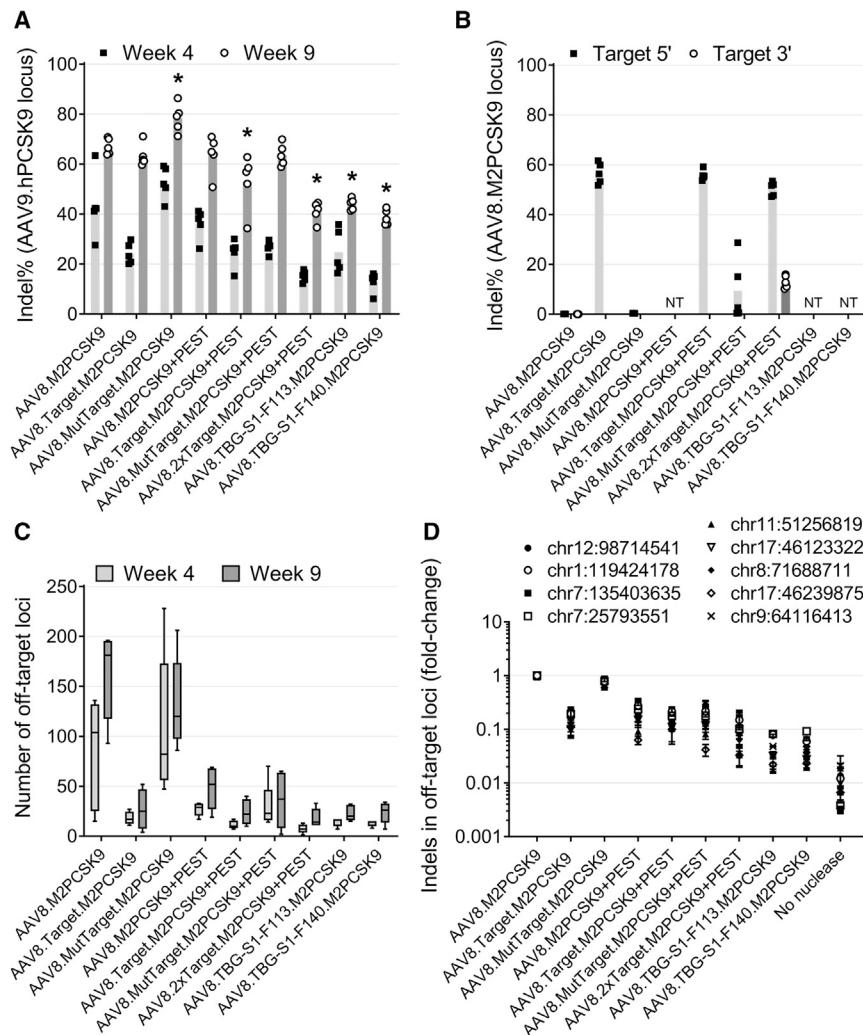 A
■ Week 4 ○ Week 9
Indel% (AAV9.hPCSK9 locus)
100
80
60
40
20
0
*
*
*
*
*
AAV8.M2PCSK9
AAV8.Target.M2PCSK9
AAV8.MutTarget.M2PCSK9
AAV8.M2PCSK9+PEST
AAV8.Target.M2PCSK9+PEST
AAV8.MutTarget.M2PCSK9+PEST
AAV8.2xTarget.M2PCSK9+PEST
AAV8.TBG-S1-F113.M2PCSK9
AAV8.TBG-S1-F140.M2PCSK9
B
■ Target 5' ○ Target 3'
Indel% (AAV8.M2PCSK9 locus)
100
80
60
40
20
0
NT
NT
NT
AAV8.M2PCSK9
AAV8.Target.M2PCSK9
AAV8.MutTarget.M2PCSK9
AAV8.M2PCSK9+PEST
AAV8.Target.M2PCSK9+PEST
AAV8.MutTarget.M2PCSK9+PEST
AAV8.2xTarget.M2PCSK9+PEST
AAV8.TBG-S1-F113.M2PCSK9
AAV8.TBG-S1-F140.M2PCSK9
C
Week 4 Week 9
Number of off-target loci
250
200
150
100
50
0
AAV8.M2PCSK9
AAV8.Target.M2PCSK9
AAV8.MutTarget.M2PCSK9
AAV8.M2PCSK9+PEST
AAV8.Target.M2PCSK9+PEST
AAV8.MutTarget.M2PCSK9+PEST
AAV8.2xTarget.M2PCSK9+PEST
AAV8.TBG-S1-F113.M2PCSK9
AAV8.TBG-S1-F140.M2PCSK9
D
● chr12:98714541
○ chr1:119424178
■ chr7:135403635
□ chr7:25793551
▲ chr11:51256819
▽ chr17:46123322
◆ chr8:71688711
◇ chr17:46239875
× chr9:64116413
Indels in off-target loci (fold-change)
10
1
0.1
0.01
0.001
AAV8.M2PCSK9
AAV8.Target.M2PCSK9
AAV8.MutTarget.M2PCSK9
AAV8.M2PCSK9+PEST
AAV8.Target.M2PCSK9+PEST
AAV8.MutTarget.M2PCSK9+PEST
AAV8.2xTarget.M2PCSK9+PEST
AAV8.TBG-S1-F113.M2PCSK9
AAV8.TBG-S1-F140.M2PCSK9
No nuclease